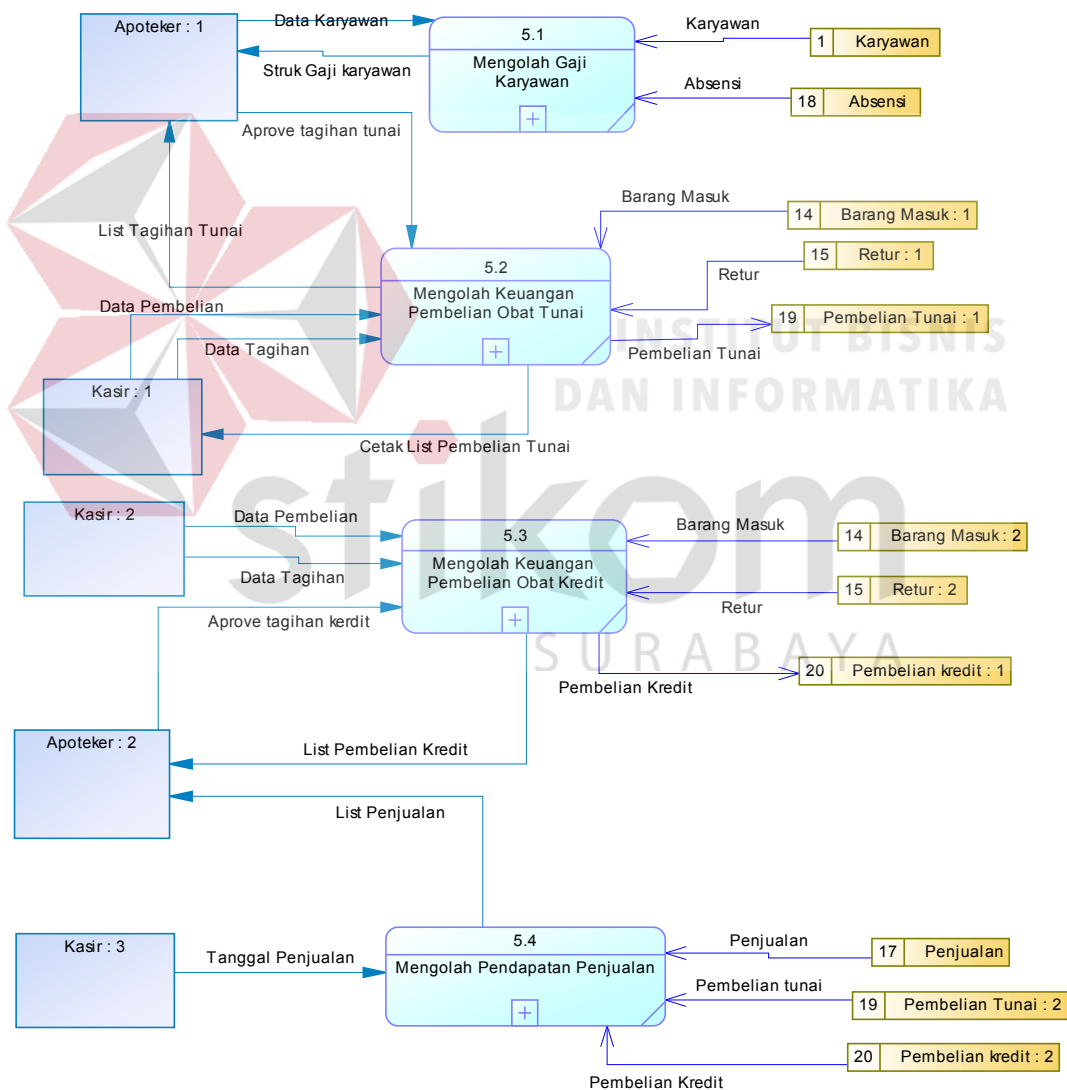 Apoteker : 1
Data Karyawan
5.1
Mengolah Gaji
Karyawan
Struk Gaji karyawan
Karyawan
1 Karyawan
Absensi
18 Absensi
Aprove tagihan tunai
List Tagihan Tunai
Barang Masuk
14 Barang Masuk : 1
5.2
Mengolah Keuangan
Pembelian Obat Tunai
Retur
15 Retur : 1
Data Pembelian
Data Tagihan
19 Pembelian Tunai : 1
Pembelian Tunai
INSTITUT BISNIS
DAN INFORMATIKA
Kasir : 1
Cetak List Pembelian Tunai
stikom
SURABAYA
Kasir : 2
Data Pembelian
Data Tagihan
5.3
Mengolah Keuangan
Pembelian Obat Kredit
Barang Masuk
14 Barang Masuk : 2
Retur
15 Retur : 2
Aprove tagihan kerdit
Pembelian Kredit
20 Pembelian kredit : 1
Apoteker : 2
List Pembelian Kredit
List Penjualan
Kasir : 3
Tanggal Penjualan
5.4
Mengolah Pendapatan Penjualan
Penjualan
17 Penjualan
Pembelian tunai
19 Pembelian Tunai : 2
20 Pembelian kredit : 2
Pembelian Kredit